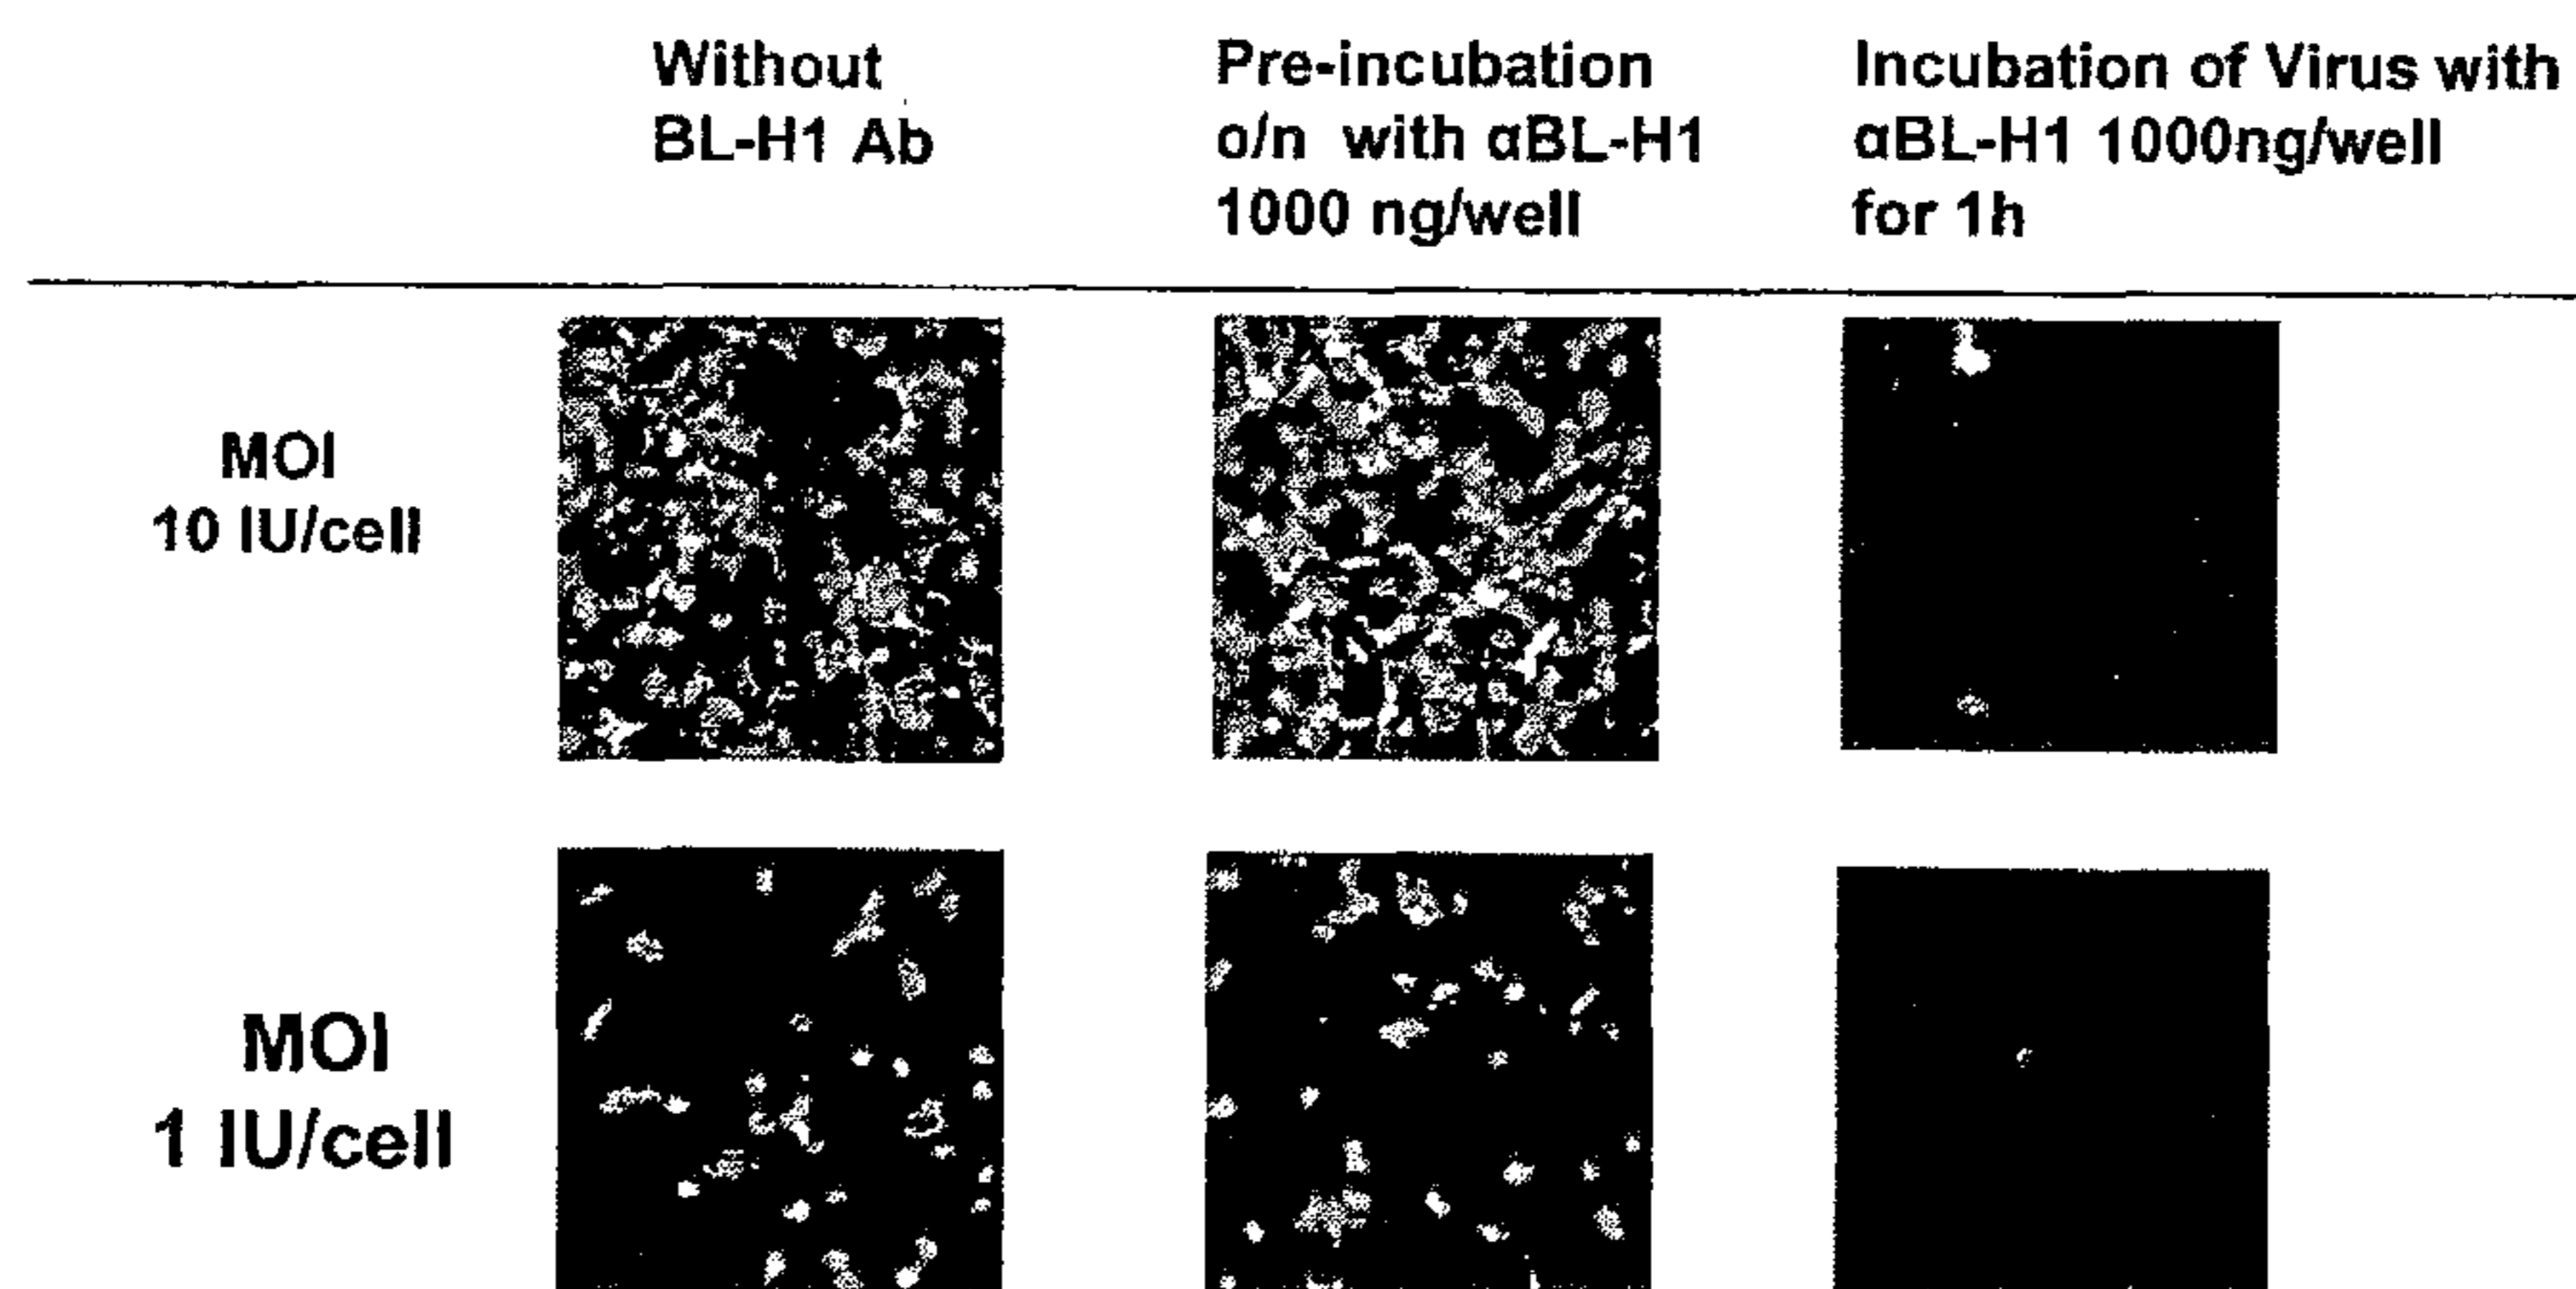 Without
BL-H1 Ab
Pre-incubation
o/n with αBL-H1
1000 ng/well
Incubation of Virus with
αBL-H1 1000ng/well
for 1h
MOI
10 IU/cell
MOI
1 IU/cell